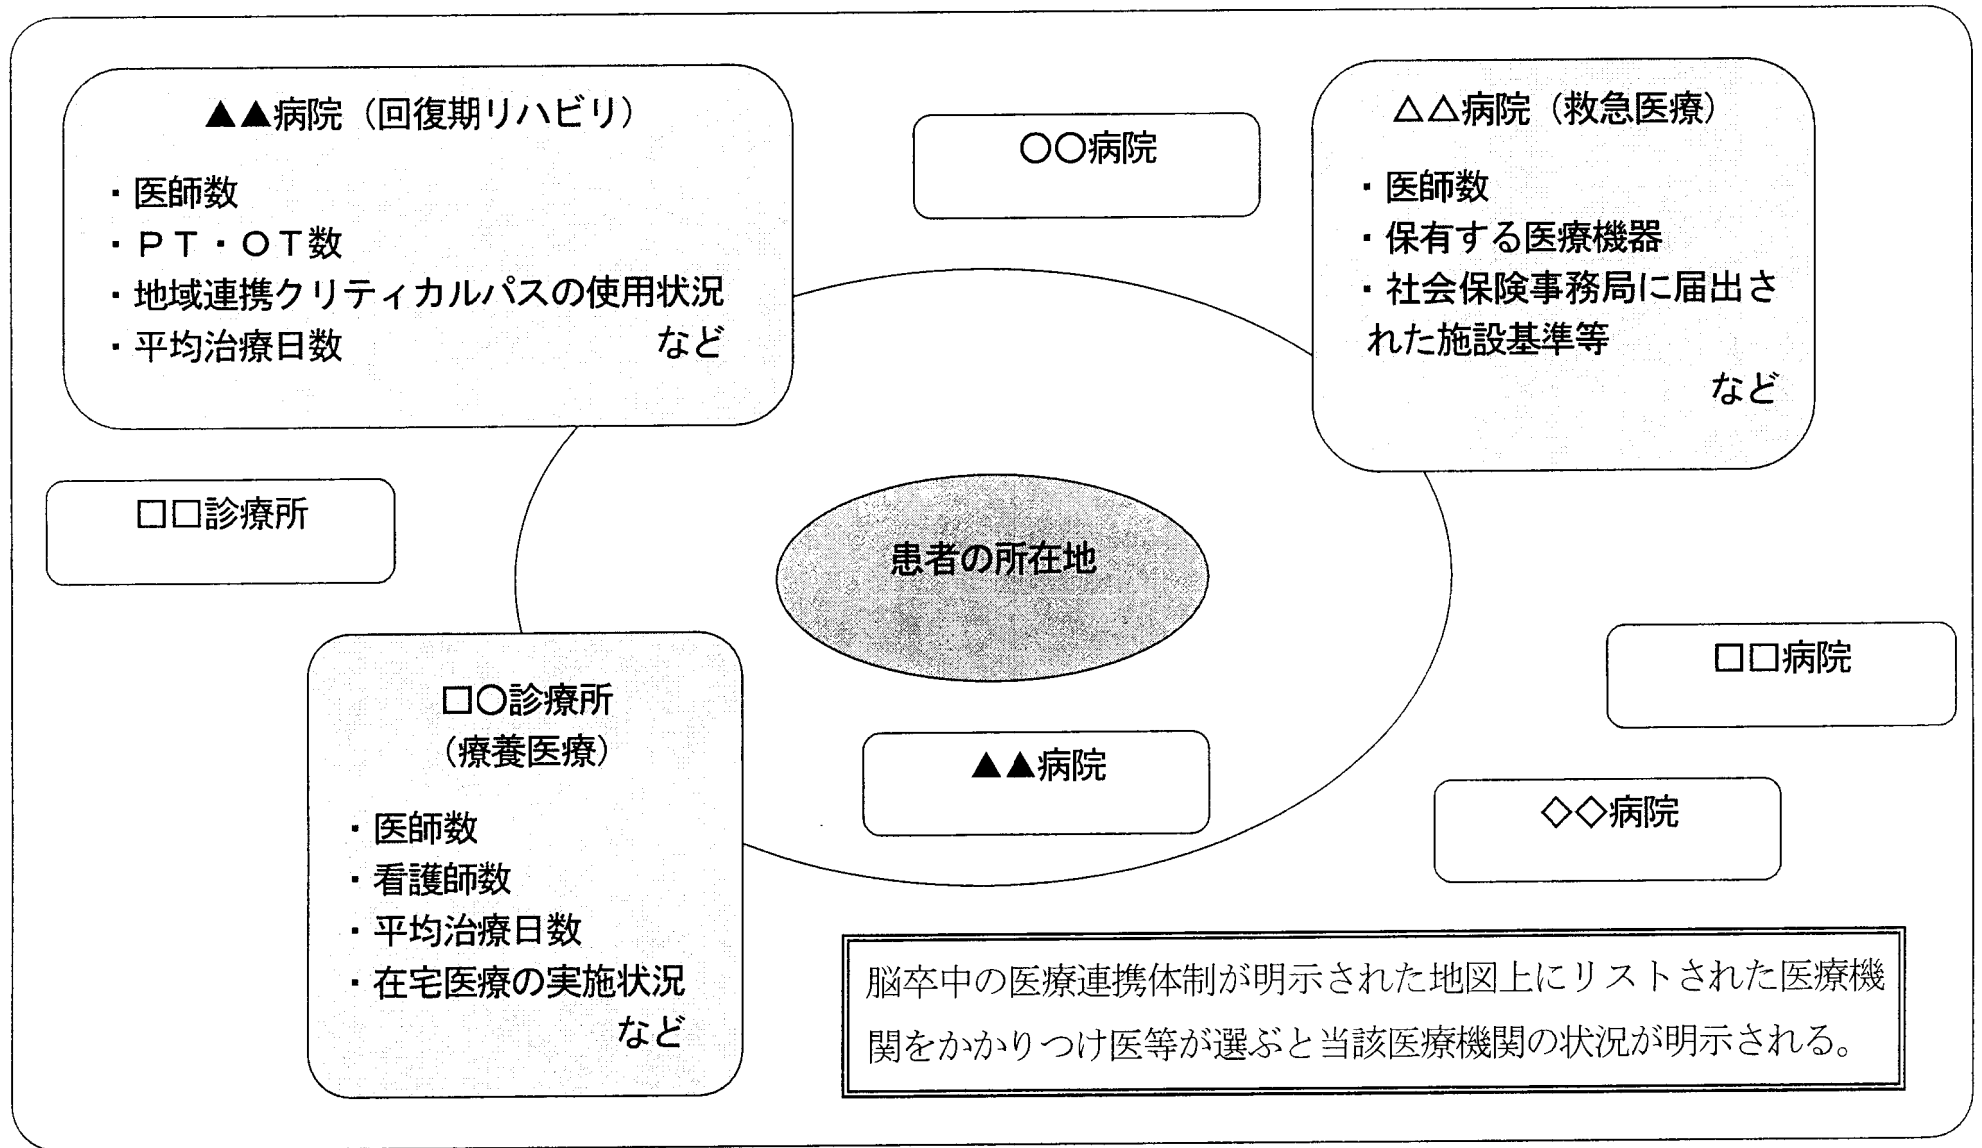 ▲▲病院（回復期リハビリ）
・医師数
・ＰＴ・ＯＴ数
・地域連携クリティカルパスの使用状況
・平均治療日数 など
○○病院
△△病院（救急医療）
・医師数
・保有する医療機器
・社会保険事務局に届出さ
れた施設基準等
など
□□診療所
患者の所在地
□○診療所
（療養医療）
・医師数
・看護師数
・平均治療日数
・在宅医療の実施状況
など
▲▲病院
□□病院
◇◇病院
脳卒中の医療連携体制が明示された地図上にリストされた医療機
関をかかりつけ医等が選ぶと当該医療機関の状況が明示される。